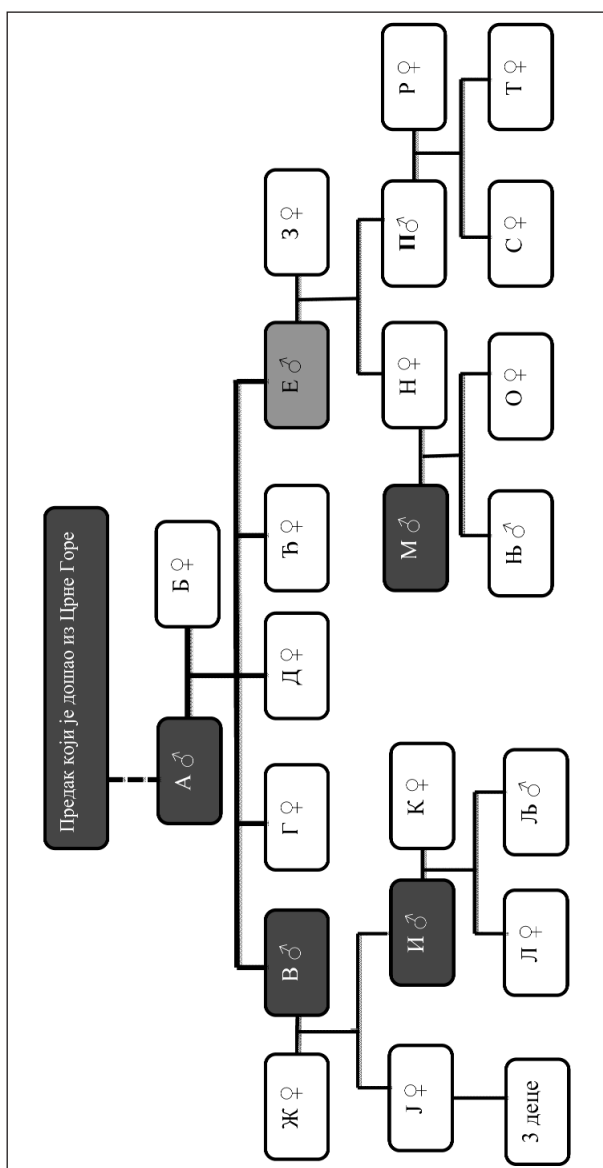 Предак који је дошао из Црне Горе
А ♂
Б ♀
В ♂
Г ♀
Д ♀
Ђ ♀
Е ♂
Ж ♀
З ♀
Ј ♀
И ♂
К ♀
М ♂
Н ♀
П ♂
Р ♀
3 деце
Л ♀
Љ ♂
Њ ♂
О ♀
С ♀
Т ♀